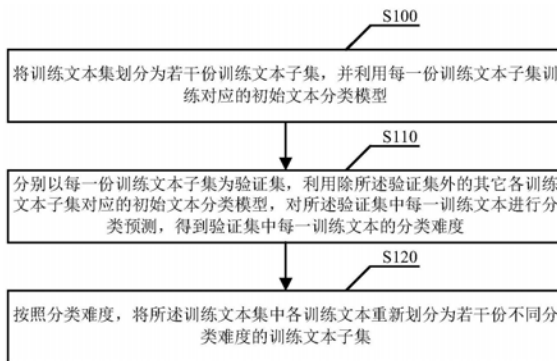 S100
将训练文本集划分为若干份训练文本子集，并利用每一份训练文本子集训
练对应的初始文本分类模型
S110
分别以每一份训练文本子集为验证集，利用除所述验证集外的其它各训练
文本子集对应的初始文本分类模型，对所述验证集中每一训练文本进行分
类预测，得到验证集中每一训练文本的分类难度
S120
按照分类难度，将所述训练文本集中各训练文本重新划分为若干份不同分
类难度的训练文本子集